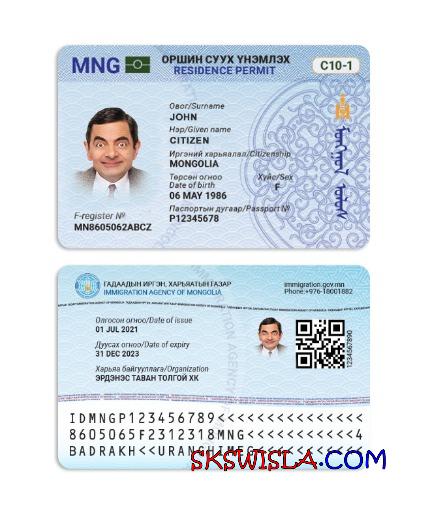 MNG
ОРШИН СУУХ ҮНЭМЛЭХ
RESIDENCE PERMIT
C10-1
Овог/Surname
JOHN
Нэр/Given name
CITIZEN
Иргэний харьяалал/Citizenship
MONGOLIA
Төрсөн огноо
Date of birth
Хүйс/Sex
06 MAY 1986
F
Паспортын дугаар/Passport №
P12345678
F-register №
MN8605062ABCZ
ГАДААДЫН ИРГЭН, ХАРЬЯАТЫН ГАЗАР
IMMIGRATION AGENCY OF MONGOLIA
immigration.gov.mn
Phone:+976-18001882
Олгосон огноо/Date of issue
01 JUL 2021
Дуусах огноо/Date of expiry
31 DEC 2023
Харьяа байгууллага/Organization
ЭРДЭНЭС ТАВАН ТОЛГОЙ ХК
1234567890
IDMNGP123456789<<<<<<<<<<<<<<<
8605065F2312318MNG<<<<<<<<<<<4
BADRAKH<<URANCHIMEG
SKSWISLA.COM